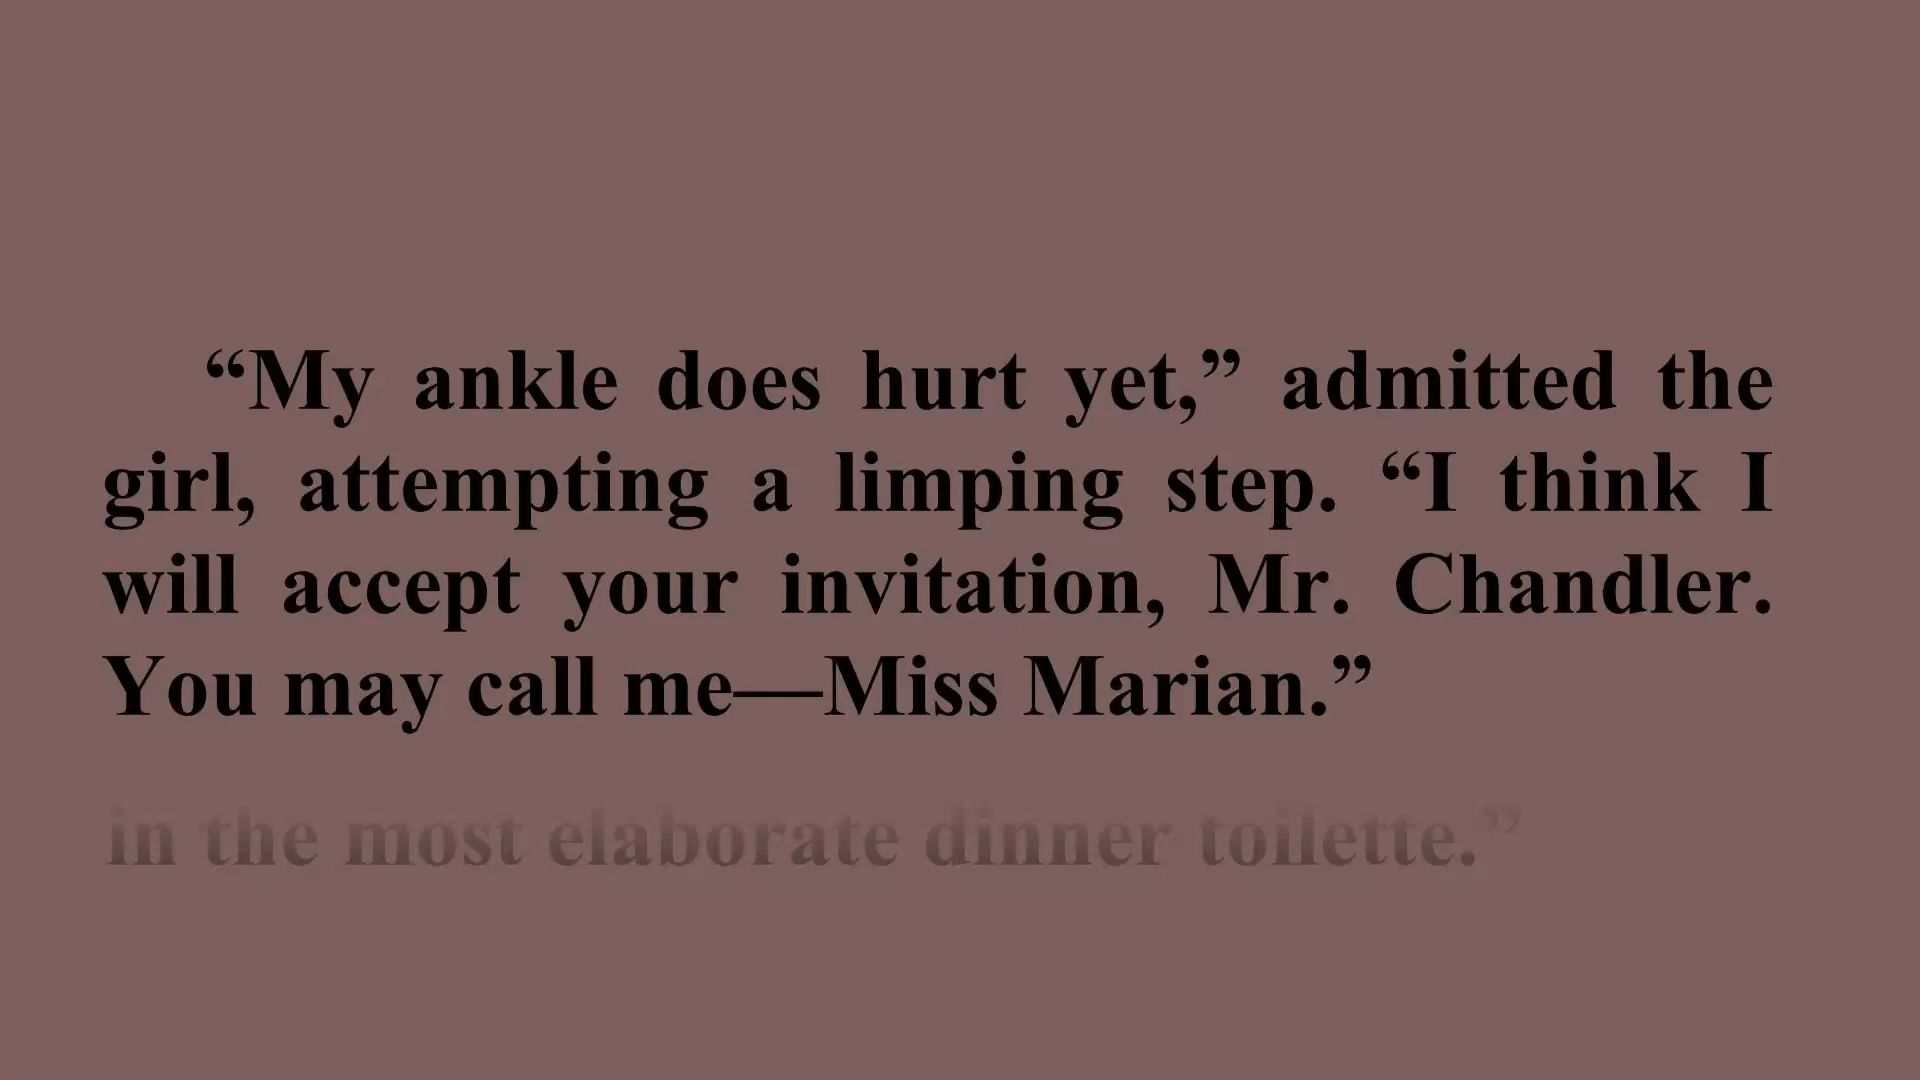 “My ankle does hurt yet,” admitted the
girl, attempting a limping step. “I think I
will accept your invitation, Mr. Chandler.
You may call me—Miss Marian.”
in the most elaborate dinner toilette.”